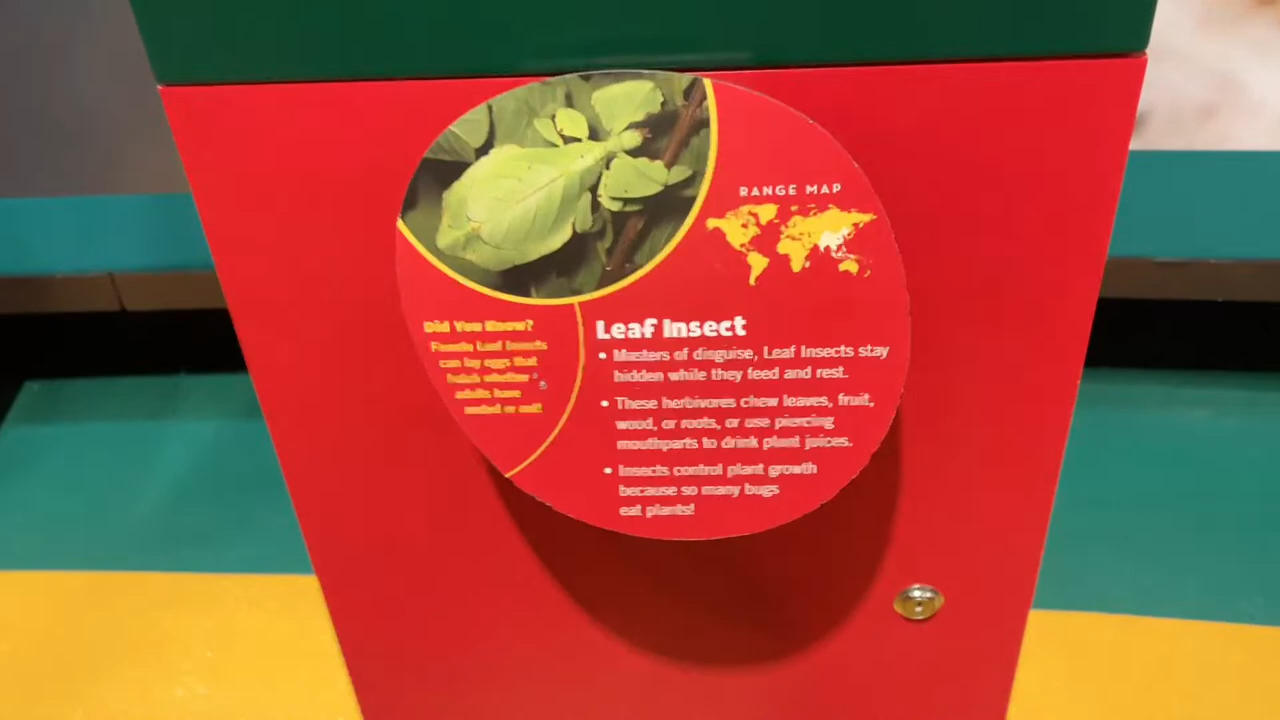 RANGE MAP
Leaf Insect
• Masters of disguise, Leaf Insects stay
hidden while they feed and rest.
• These herbivores chew leaves, fruit,
wood, or roots, or use piercing
mouthparts to drink plant juices.
• Insects control plant growth
because so many bugs
eat plants!
Did You Know?
Female Leaf Insects
can lay eggs that
hatch whether
adults have
mated or not!